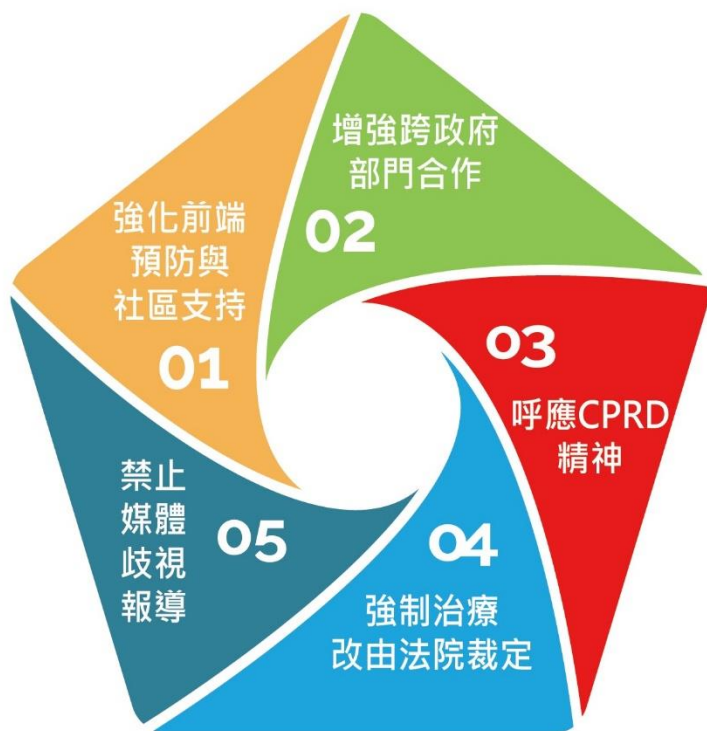 強化前端
預防與
社區支持
01
增強跨政府
部門合作
02
03
呼應CPRD
精神
04
強制治療
改由法院裁定
禁止
媒體
歧視
報導
05